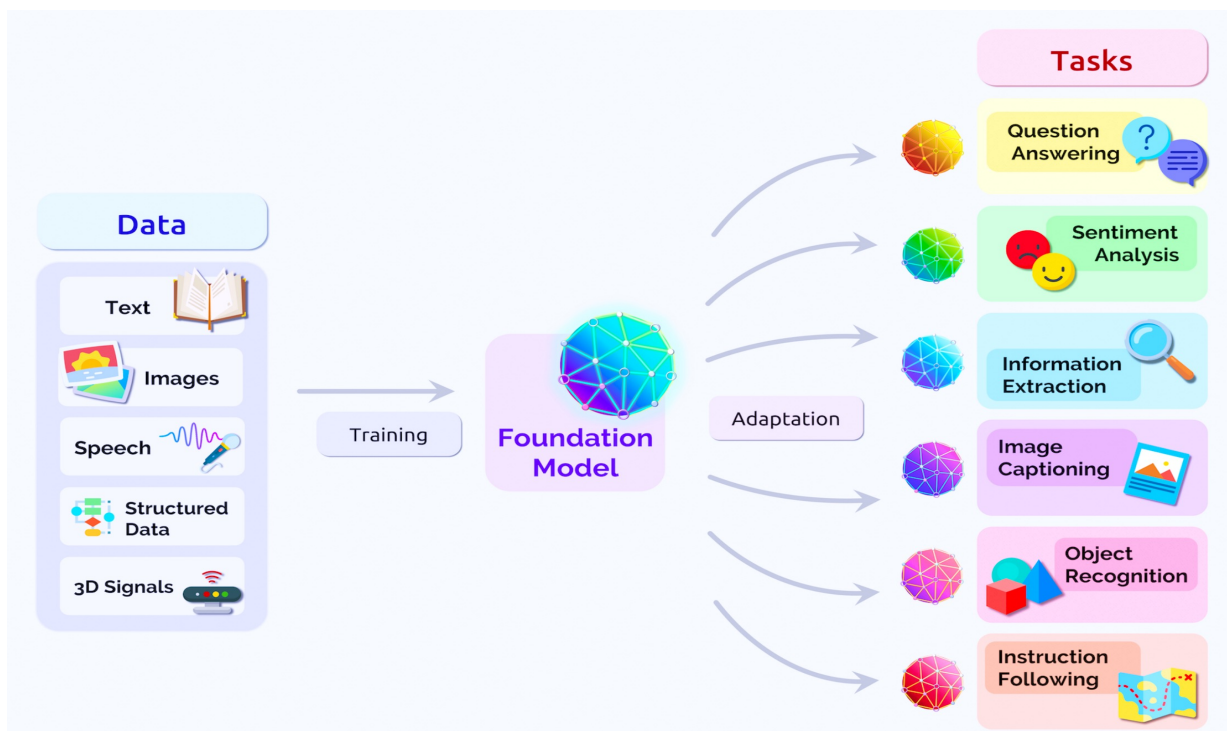 Data
Text
Images
Speech
Structured
Data
3D Signals
Training
Foundation
Model
Adaptation
Tasks
Question
Answering
?
Sentiment
Analysis
Information
Extraction
Image
Captioning
Object
Recognition
Instruction
Following